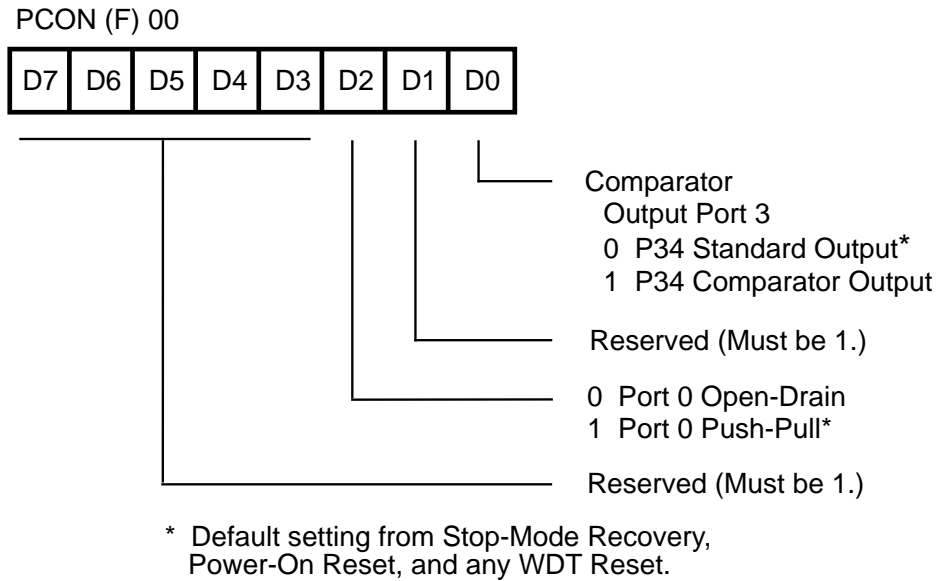 PCON (F) 00
D7 D6 D5 D4 D3 D2 D1 D0
Comparator
Output Port 3
0 P34 Standard Output*
1 P34 Comparator Output
Reserved (Must be 1.)
0 Port 0 Open-Drain
1 Port 0 Push-Pull*
Reserved (Must be 1.)
* Default setting from Stop-Mode Recovery,
Power-On Reset, and any WDT Reset.